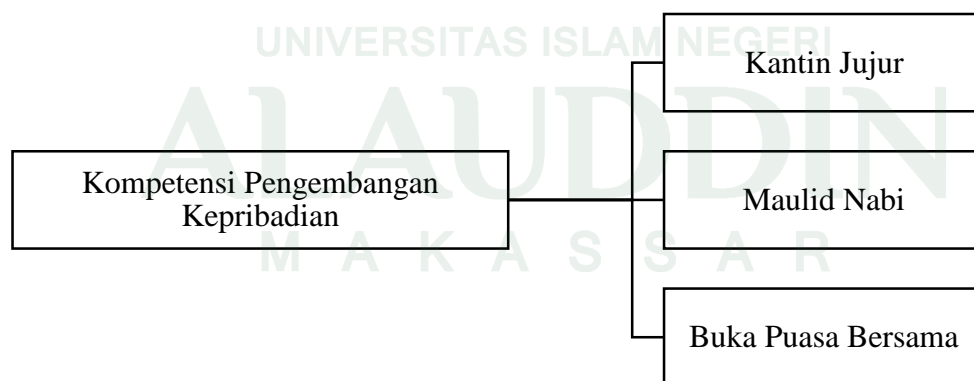 UNIVERSITAS ISLAM NEGERI
ALAUDDIN
MAKASSAR
Kompetensi Pengembangan
Kepribadian
Kantin Jujur
Maulid Nabi
Buka Puasa Bersama